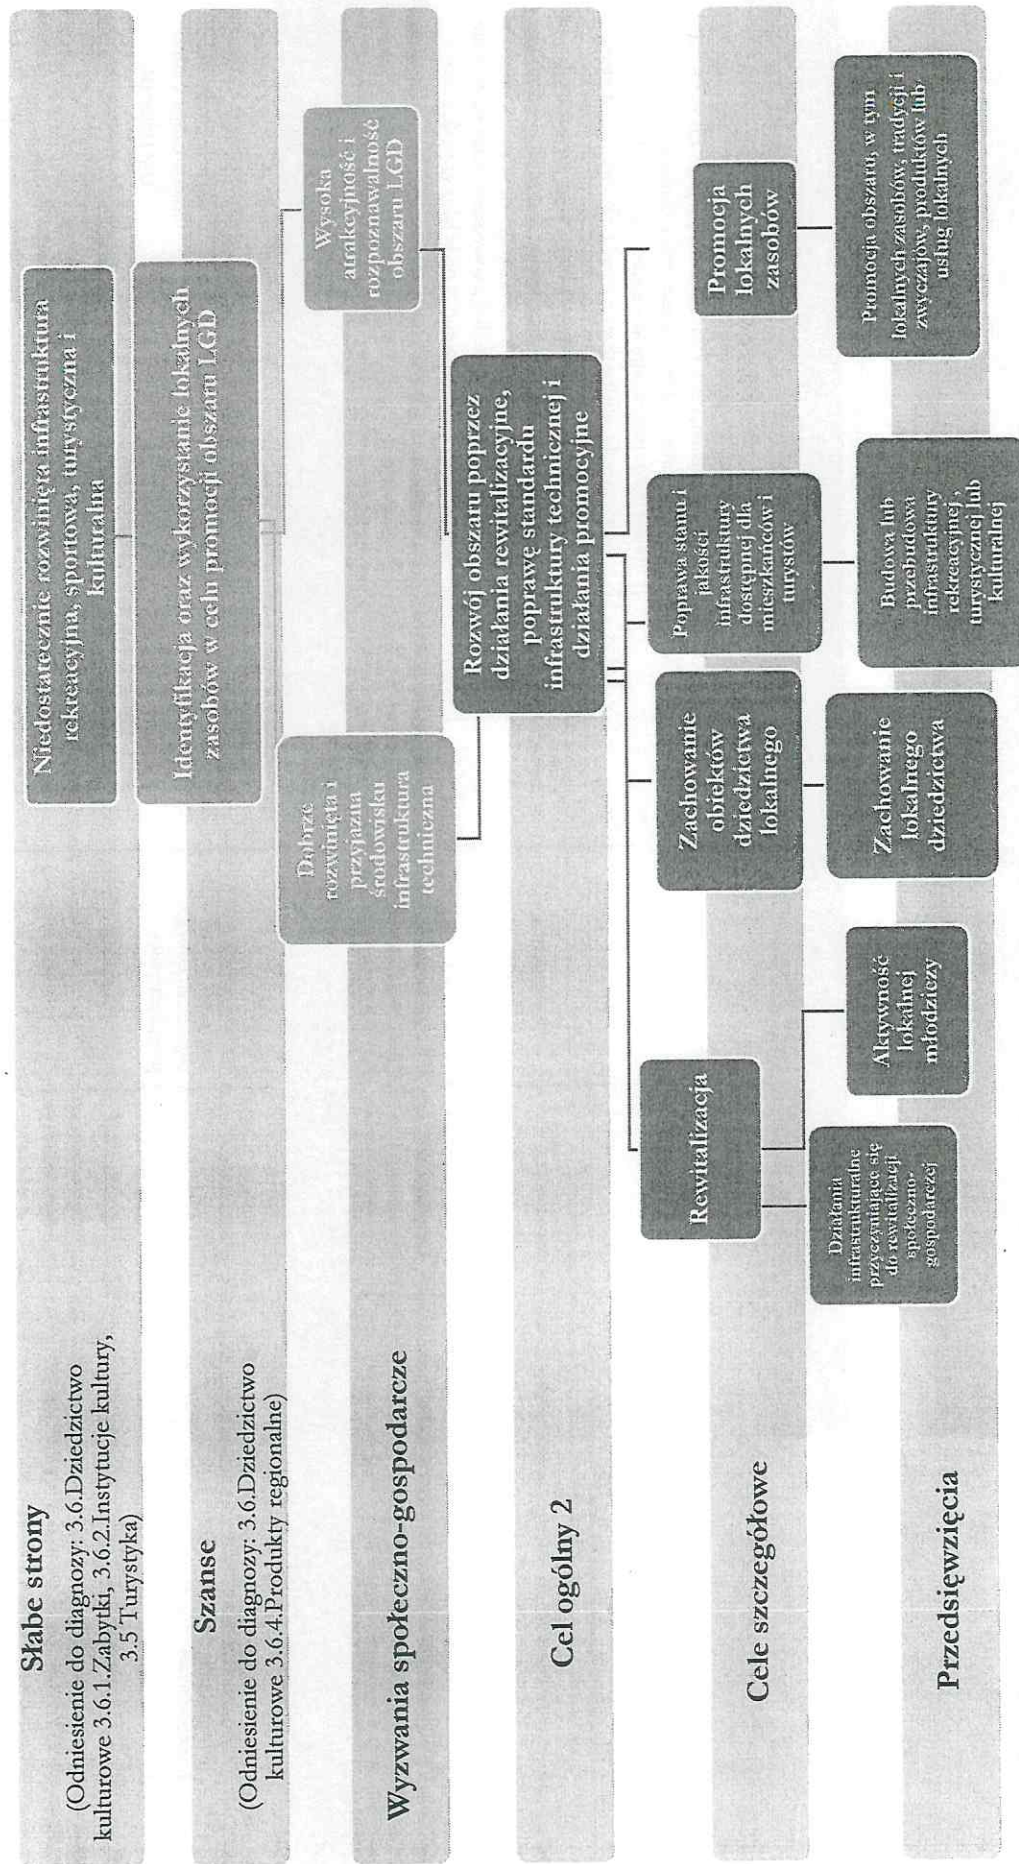 Słabe strony
(Odniesienie do diagnozy: 3.6.Dziedzictwo
kulturowe 3.6.1.Zabytki, 3.6.2.Instytucje kultury,
3.5 Turystyka)
Niedostatecznie rozwinięta infrastruktura
rekreacyjna, sportowa, turystyczna i
kulturalna
Szanse
(Odniesienie do diagnozy: 3.6.Dziedzictwo
kulturowe 3.6.4.Produkty regionalne)
Identyfikacja oraz wykorzystanie lokalnych
zasobów w celu promocji obszaru LGD
Wyzwania społeczno-gospodarcze
Dobrze
rozwinięta i
przyjazna
środowisku
infrastruktura
techniczna
Wysoka
atrakcyjność i
rozpoznawalność
obszaru LGD
Cel ogólny 2
Rozwój obszaru poprzez
działania rewitalizacyjne,
poprawę standardu
infrastruktury technicznej i
działania promocyjne
Cele szczegółowe
Rewitalizacja
Zachowanie
obiektów
dziedzictwa
lokalnego
Poprawa stanu i
jakości
infrastruktury
dostępnej dla
mieszkańców i
turystów
Promocja
lokalnych
zasobów
Przedsięwzięcia
Działania
infrastrukturalne
przyczyniające się
do rewitalizacji
społeczno-
gospodarczej
Aktywność
lokalnej
młodzieży
Zachowanie
lokalnego
dziedzictwa
Budowa lub
przebudowa
infrastruktury
rekreacyjnej,
turystycznej lub
kulturalnej
Promocja obszaru, w tym
lokalnych zasobów, tradycji i
zwyczajów, produktów lub
usług lokalnych